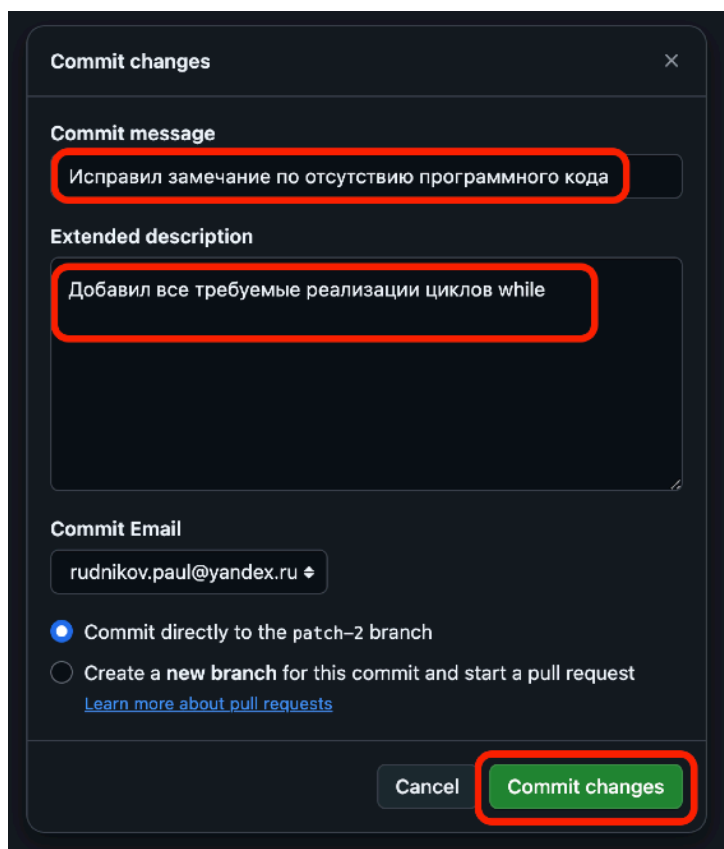 Commit changes
Commit message
Исправил замечание по отсутствию программного кода
Extended description
Добавил все требуемые реализации циклов while
Commit Email
rudnikov.paul@yandex.ru
Commit directly to the patch-2 branch
Create a new branch for this commit and start a pull request
Learn more about pull requests
Cancel
Commit changes